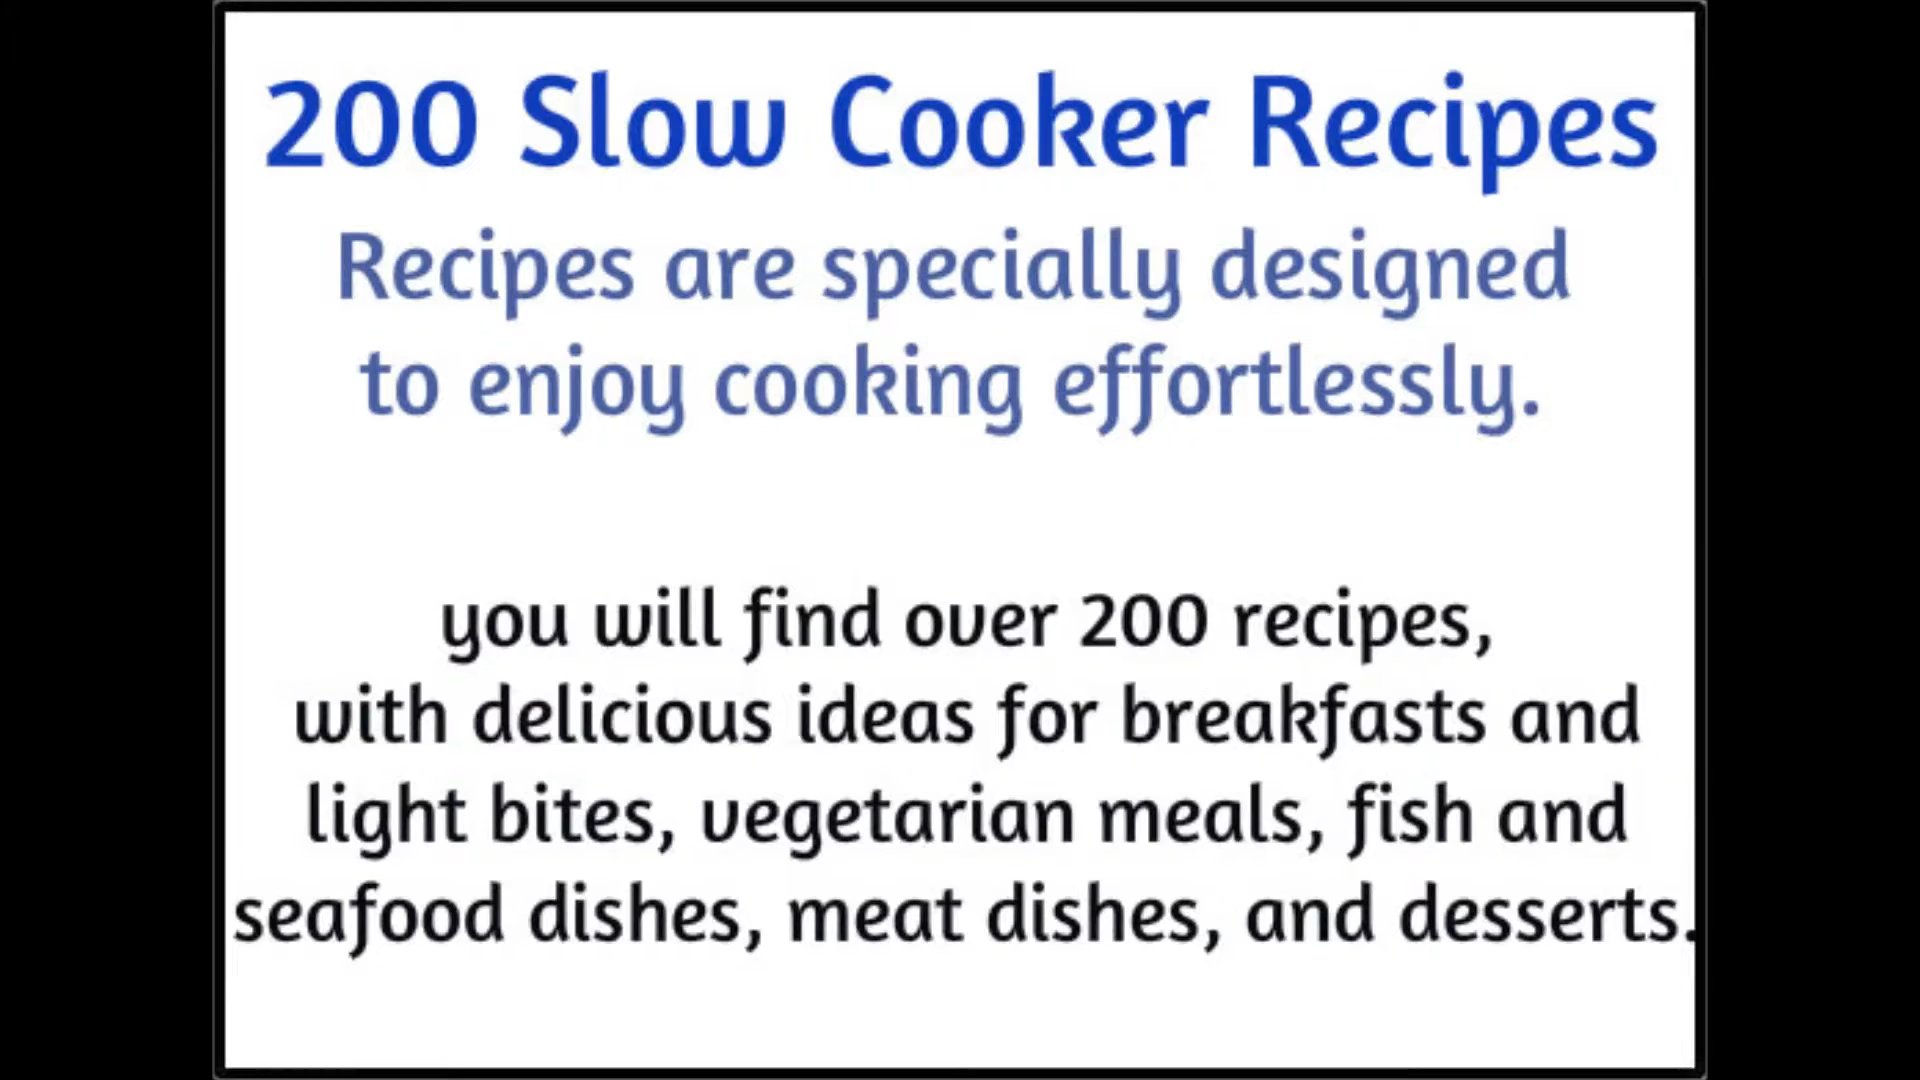 200 Slow Cooker Recipes
Recipes are specially designed
to enjoy cooking effortlessly.
you will find over 200 recipes,
with delicious ideas for breakfasts and
light bites, vegetarian meals, fish and
seafood dishes, meat dishes, and desserts.